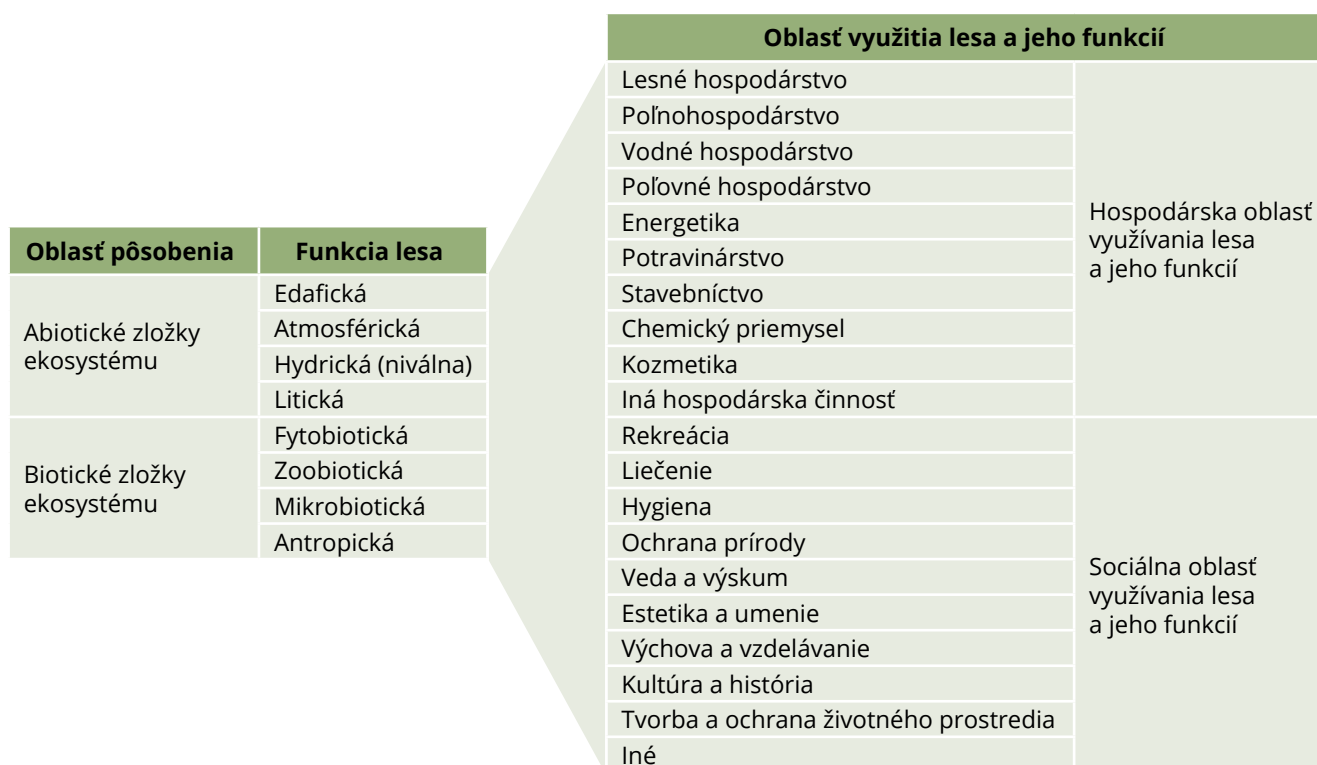 Oblasť využitia lesa a jeho funkcií
Lesné hospodárstvo
Poľnohospodárstvo
Vodné hospodárstvo
Poľovné hospodárstvo
Energetika
Potravinárstvo
Stavebníctvo
Chemický priemysel
Kozmetika
Iná hospodárska činnosť
Hospodárska oblasť
využívania lesa
a jeho funkcií
Rekreácia
Liečenie
Hygiena
Ochrana prírody
Veda a výskum
Estetika a umenie
Výchova a vzdelávanie
Kultúra a história
Tvorba a ochrana životného prostredia
Iné
Sociálna oblasť
využívania lesa
a jeho funkcií
Oblasť pôsobenia
Funkcia lesa
Abiotické zložky
ekosystému
Edafická
Atmosférická
Hydrická (niválna)
Litická
Biotické zložky
ekosystému
Fytobiotická
Zoobiotická
Mikrobiotická
Antropická